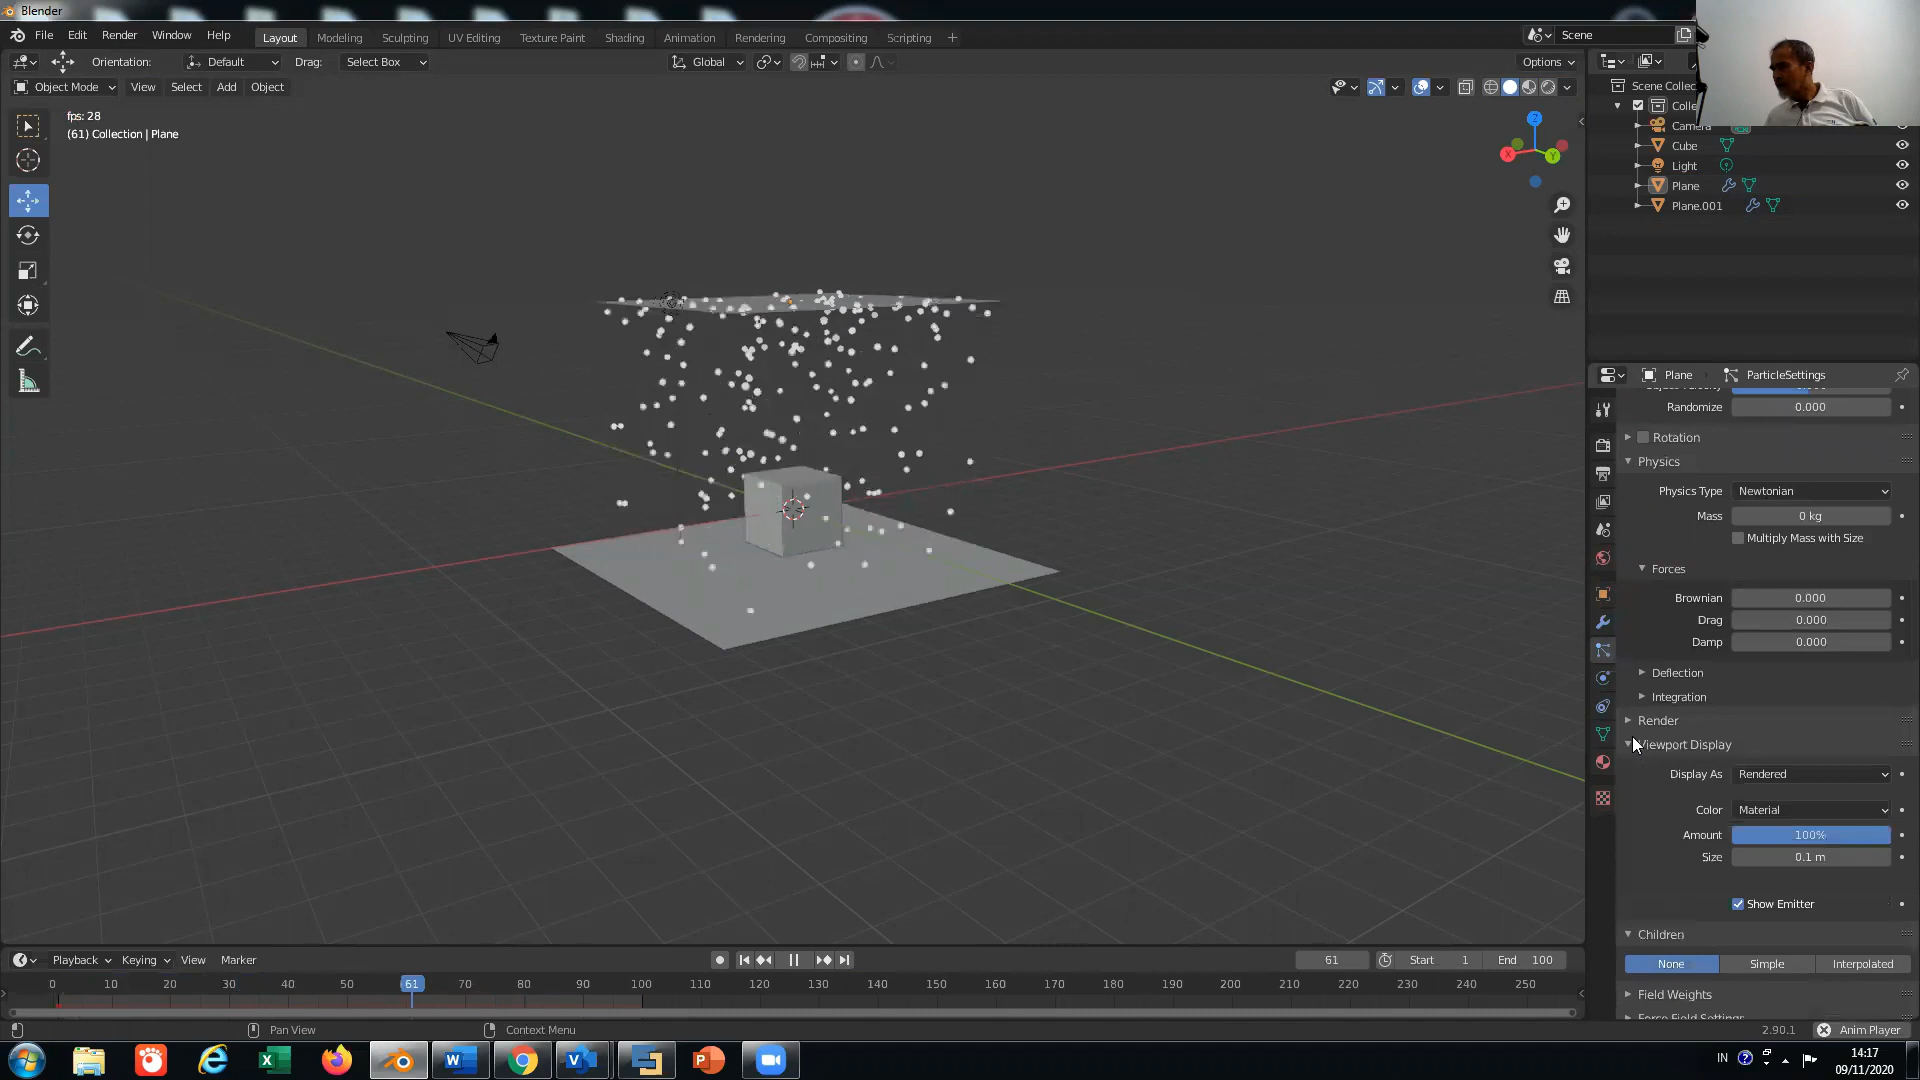 Blender
File Edit Render Window Help Layout Modeling Sculpting UV Editing Texture Paint Shading Animation Rendering Compositing Scripting Scene
Orientation: Default Drag: Select Box Global Options
Object Mode View Select Add Object
Scene Collec
Colle
Camera
Cube
Light
Plane
Plane.001
fps: 28
(61) Collection | Plane
Z
X
Y
Plane ParticleSettings
Randomize 0.000
Rotation
Physics
Physics Type Newtonian
Mass 0 kg
Multiply Mass with Size
Forces
Brownian 0.000
Drag 0.000
Damp 0.000
Deflection
Integration
Render
Viewport Display
Display As Rendered
Color Material
Amount 100%
Size 0.1 m
Show Emitter
Children
None Simple Interpolated
Field Weights
Playback Keying View Marker 61 Start 1 End 100
0 10 20 30 40 50 61 70 80 90 100 110 120 130 140 150 160 170 180 190 200 210 220 230 240 250
Pan View Context Menu 2.90.1 Anim Player
IN 14:17
09/11/2020